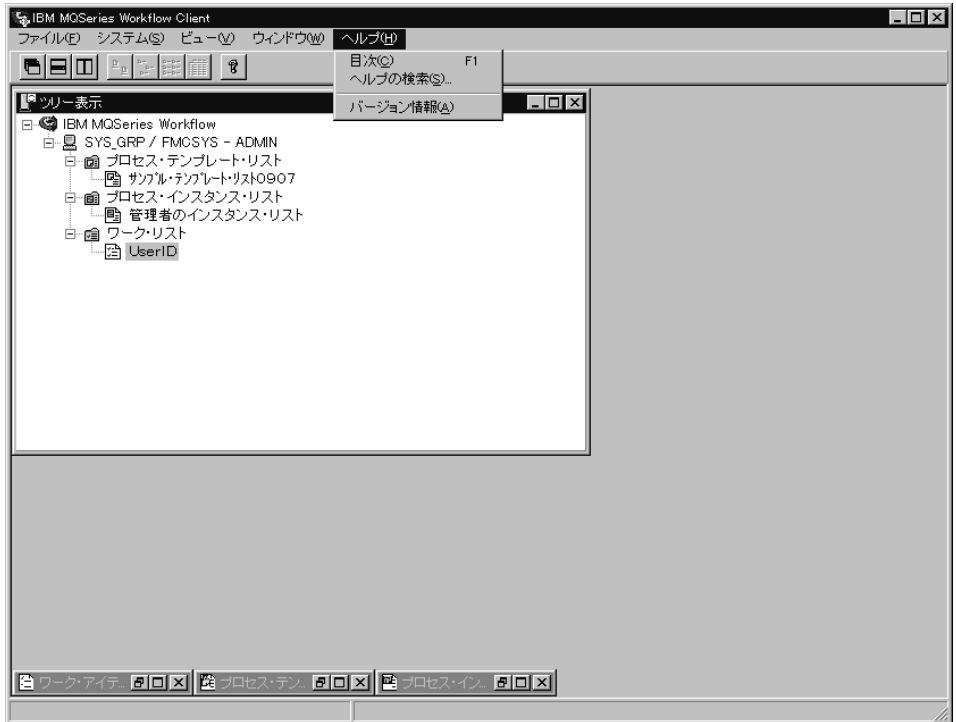 IBM MQSeries Workflow Client
ファイル(F) システム(S) ビュー(V) ウィンドウ(W) ヘルプ(H)
目次(C) F1
ヘルプの検索(S)...
バージョン情報(A)
ツリー表示
IBM MQSeries Workflow
SYS_GRP / FMCSYS - ADMIN
プロセス・テンプレート・リスト
サンプル・テンプレート・リスト0907
プロセス・インスタンス・リスト
管理者のインスタンス・リスト
ワーク・リスト
UserID
ワーク・アイテ... プロセス・テン... プロセス・イン...